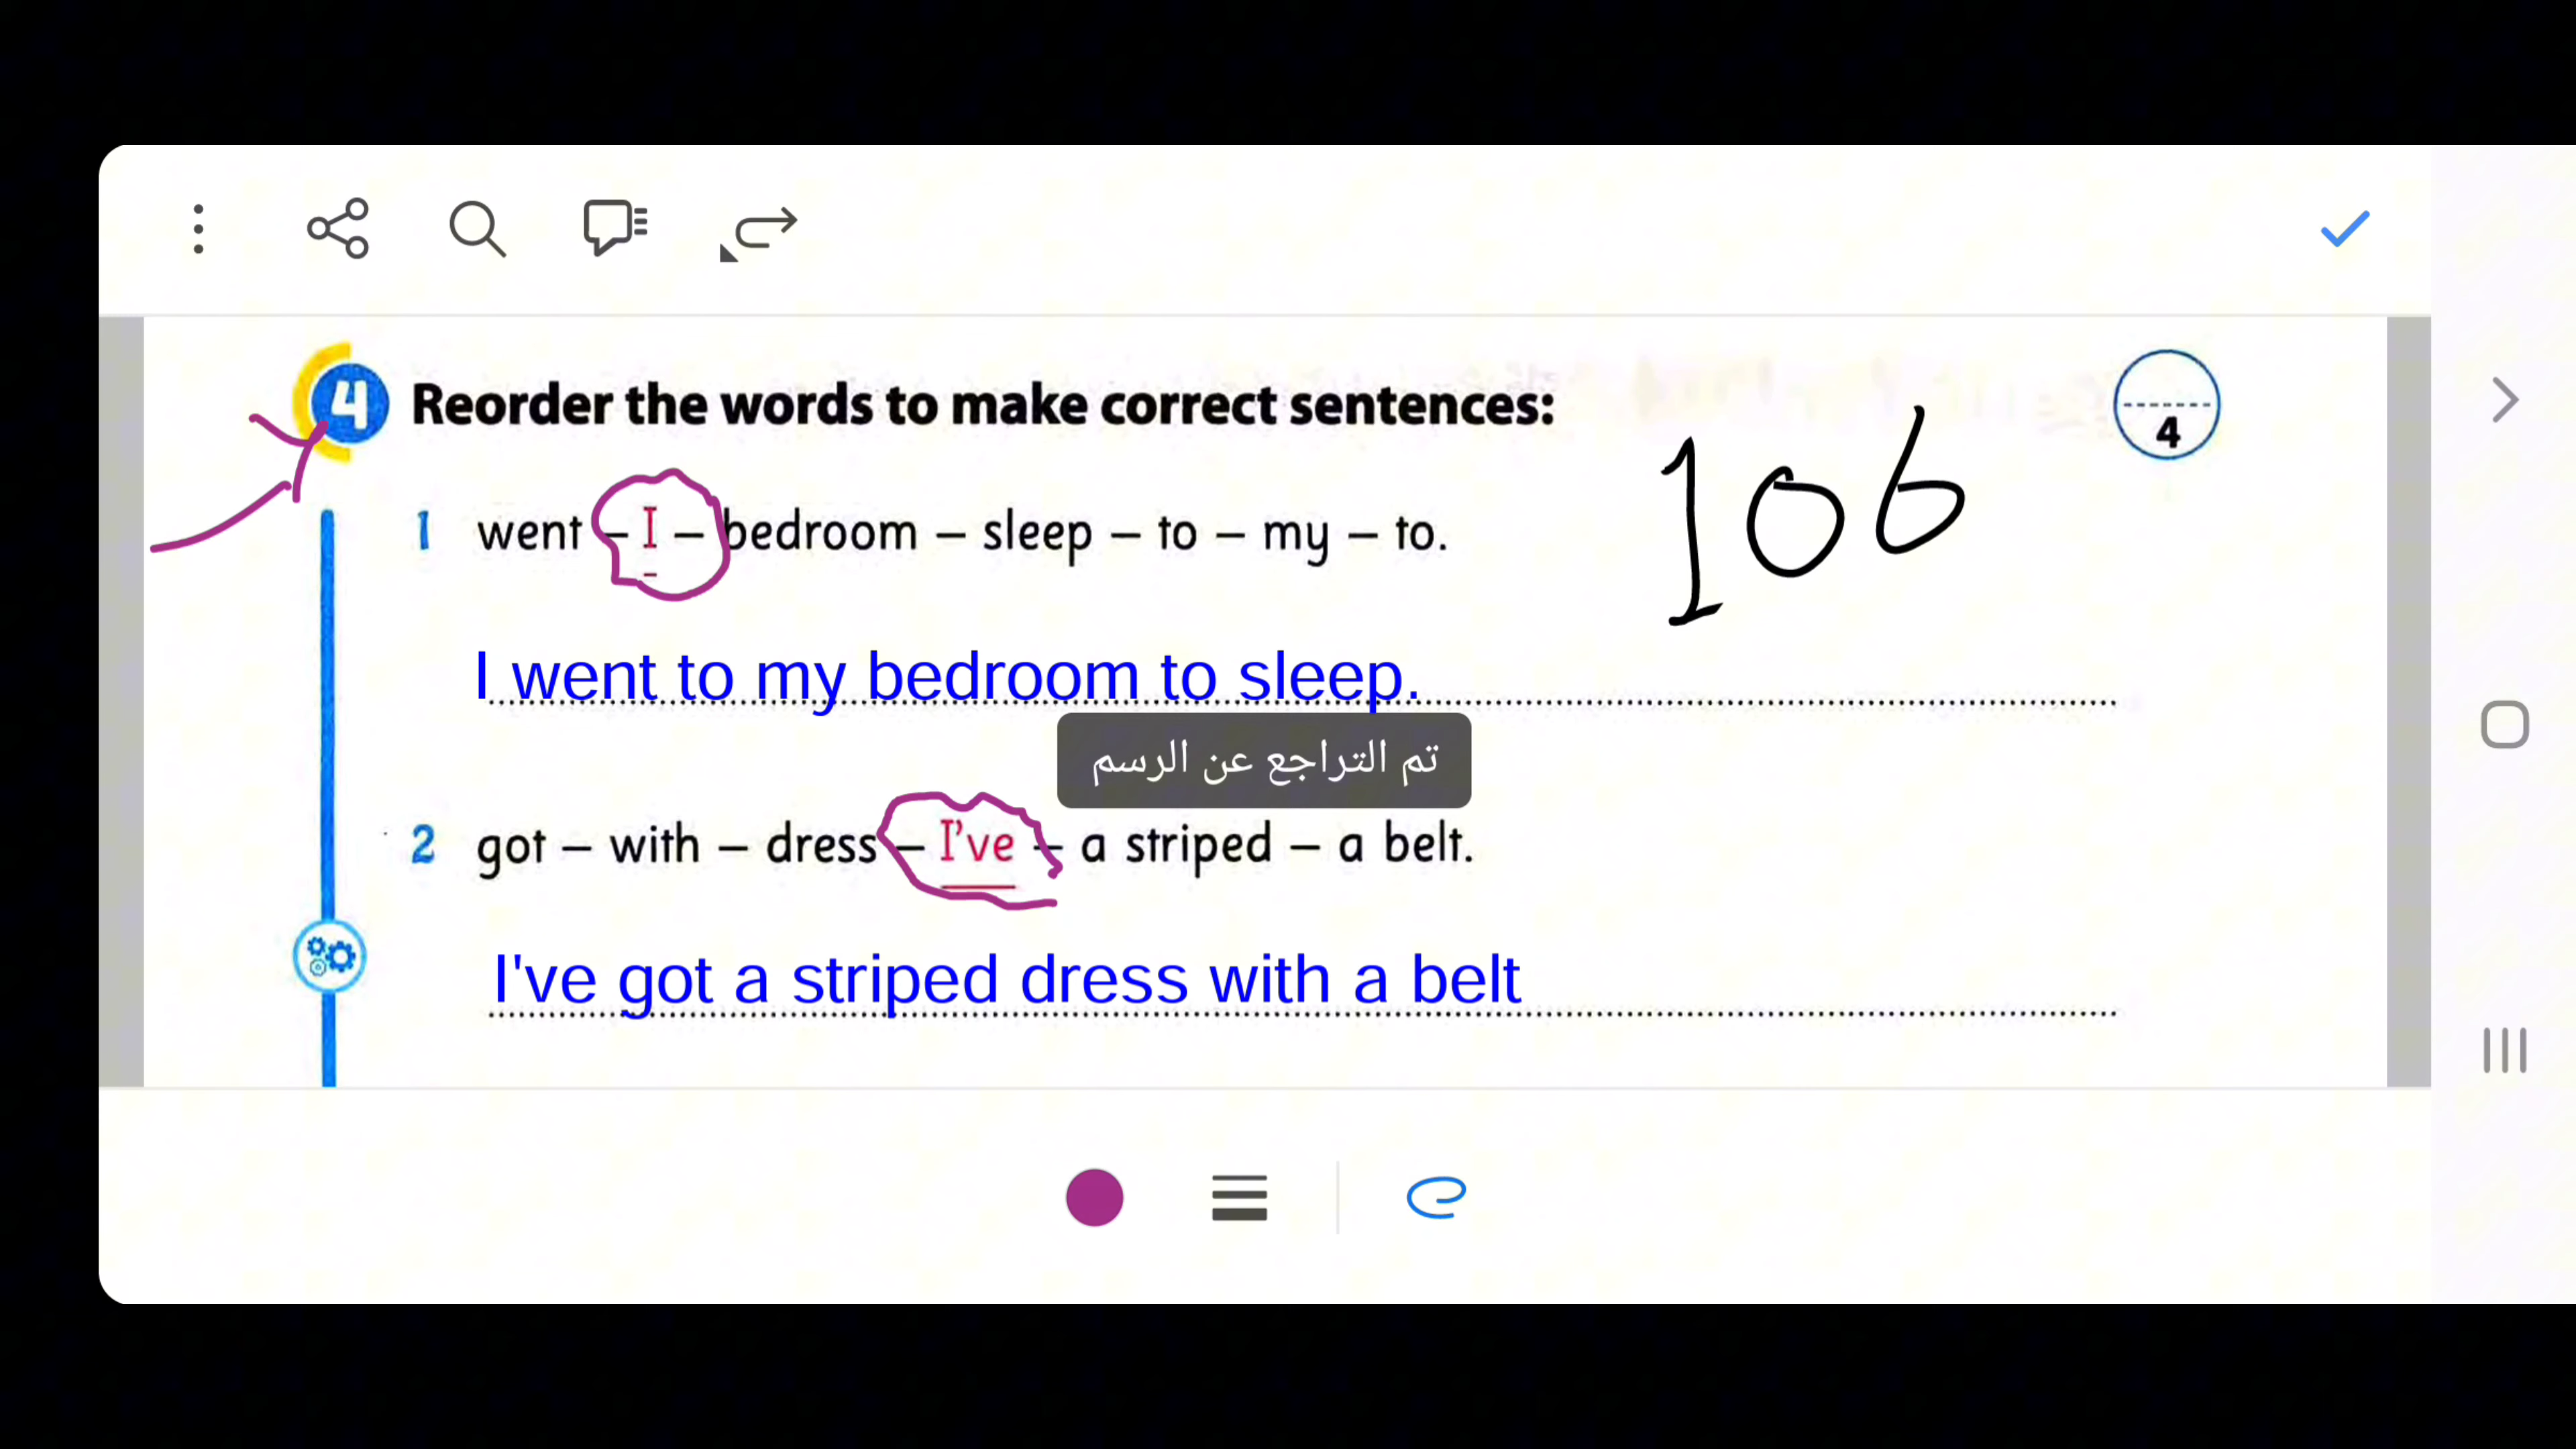 4 Reorder the words to make correct sentences:
4
106
1 went – I – bedroom – sleep – to – my – to.
I went to my bedroom to sleep.
تم التراجع عن الرسم
2 got – with – dress – I've – a striped – a belt.
I've got a striped dress with a belt